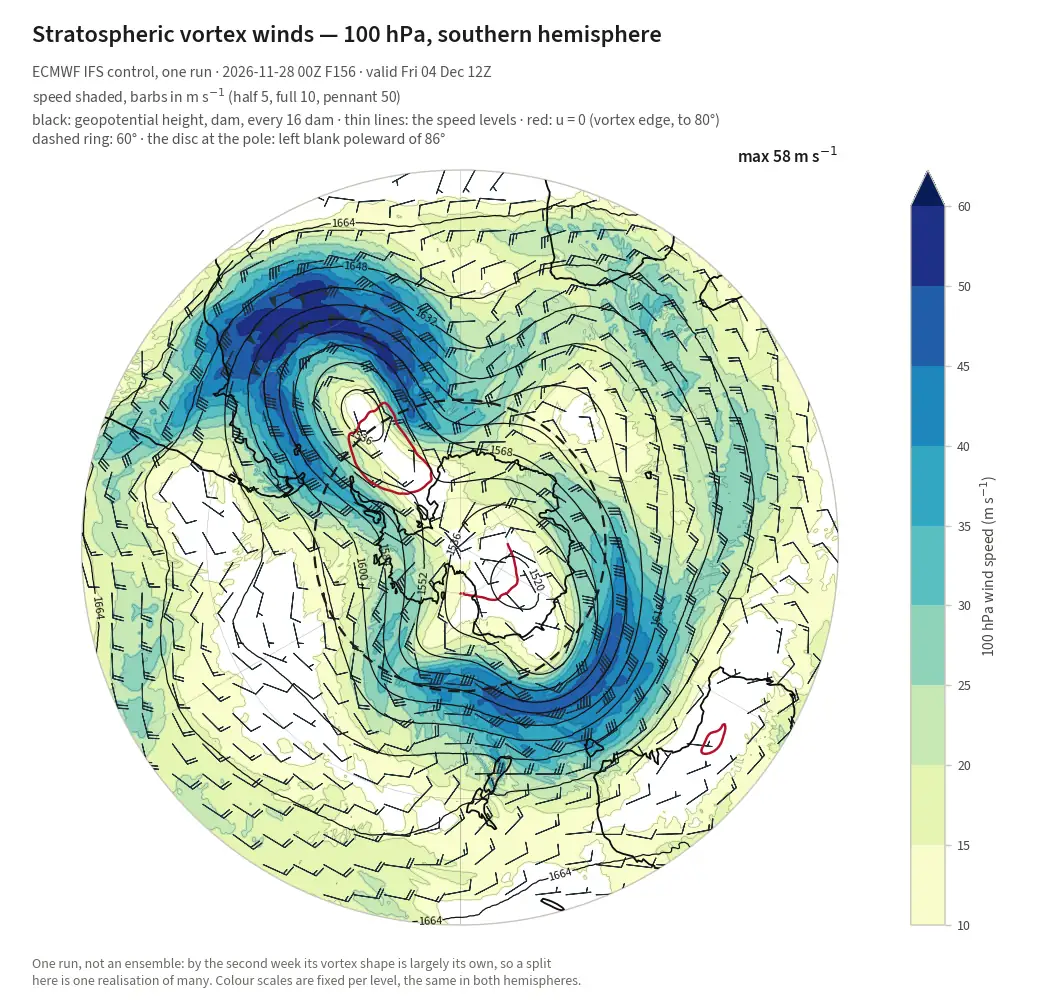 Stratospheric vortex winds — 100 hPa, southern hemisphere
ECMWF IFS control, one run · 2026-11-28 00Z F156 · valid Fri 04 Dec 12Z
speed shaded, barbs in m s⁻¹ (half 5, full 10, pennant 50)
black: geopotential height, dam, every 16 dam · thin lines: the speed levels · red: u = 0 (vortex edge, to 80°)
dashed ring: 60° · the disc at the pole: left blank poleward of 86°
max 58 m s⁻¹
1664
1648
1632
1568
1536
1520
1552
1600
1664
1664
1664
60
50
45
40
35
30
25
20
15
10
100 hPa wind speed (m s⁻¹)
One run, not an ensemble: by the second week its vortex shape is largely its own, so a split
here is one realisation of many. Colour scales are fixed per level, the same in both hemispheres.